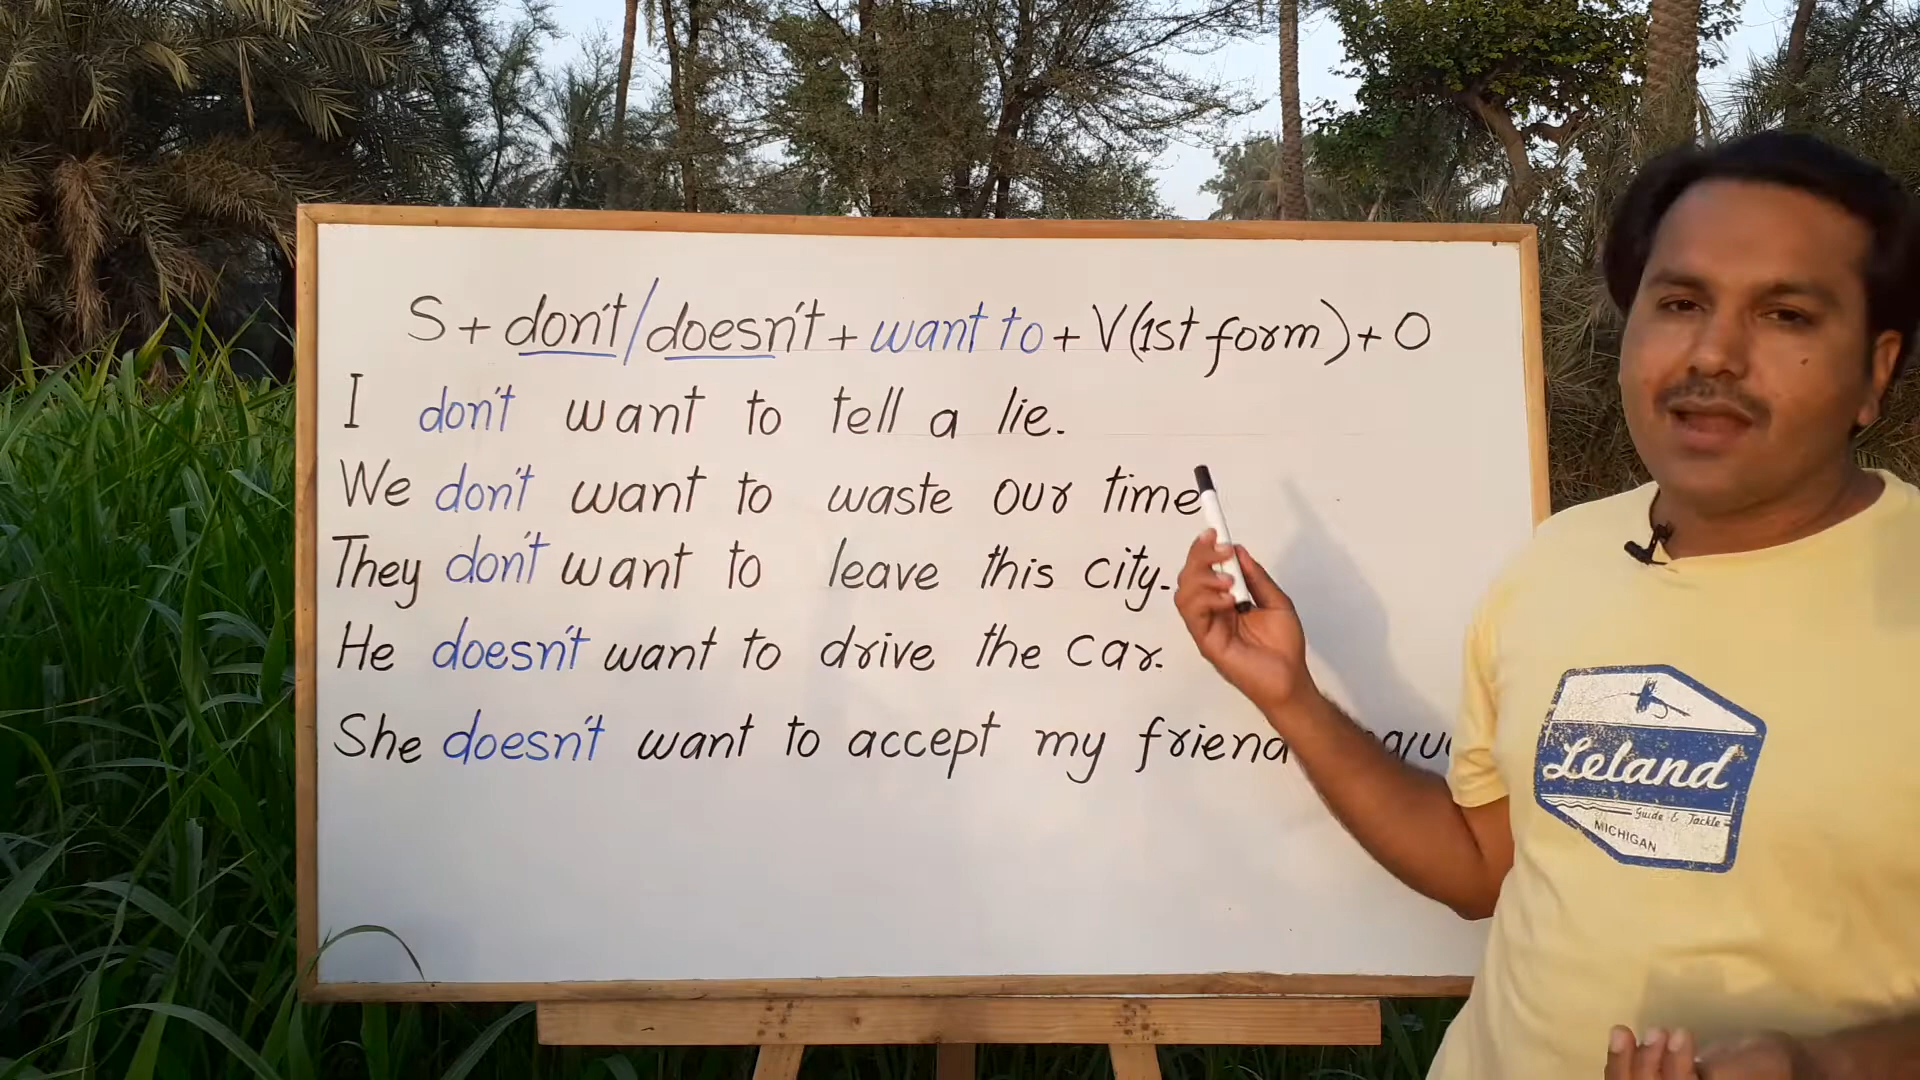 S + don't/doesn't + want to + V(1st form) + O
I don't want to tell a lie.
We don't want to waste our time
They don't want to leave this city.
He doesn't want to drive the car.
She doesn't want to accept my friend
Leland
Guide & Tackle
MICHIGAN